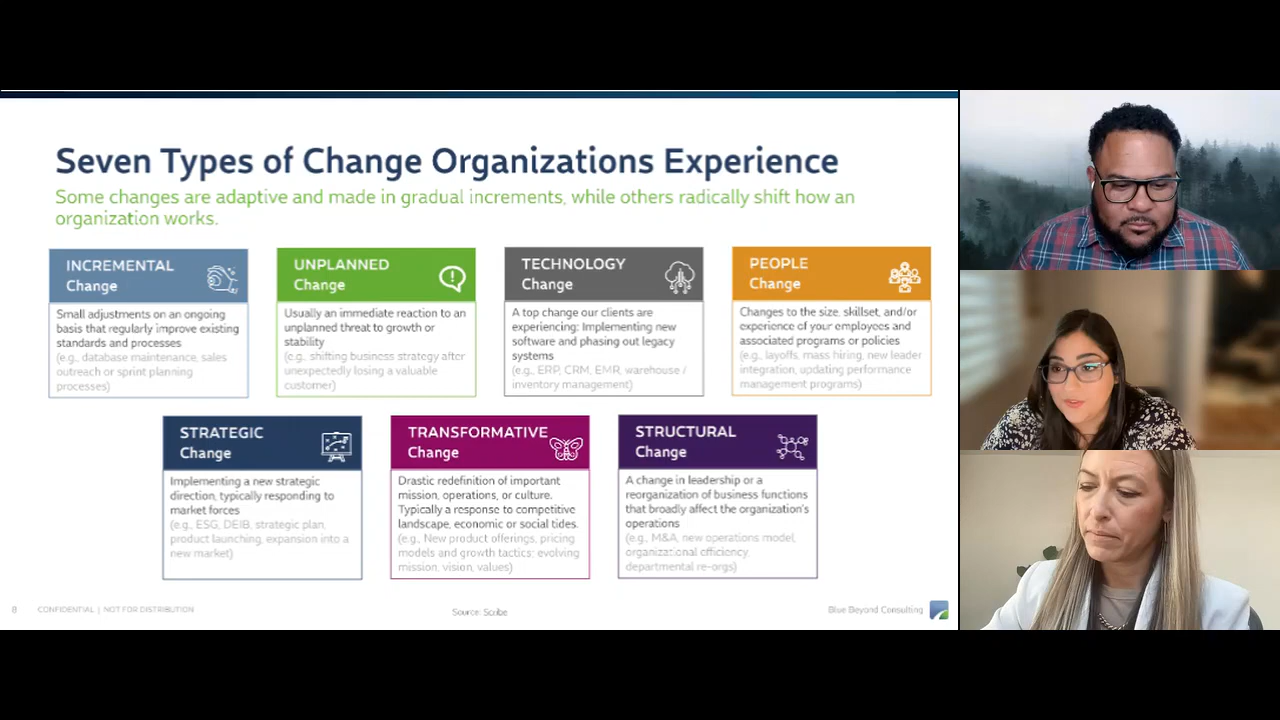 Seven Types of Change Organizations Experience
Some changes are adaptive and made in gradual increments, while others radically shift how an
organization works.
INCREMENTAL
Change
Small adjustments on an ongoing
basis that regularly improve existing
standards and processes
(e.g., database maintenance, sales
outreach or sprint planning
processes)
UNPLANNED
Change
Usually an immediate reaction to an
unplanned threat to growth or
stability
(e.g., shifting business strategy after
unexpectedly losing a valuable
customer)
TECHNOLOGY
Change
A top change our clients are
experiencing: Implementing new
software and phasing out legacy
systems
(e.g., ERP, CRM, EMR, warehouse /
inventory management)
PEOPLE
Change
Changes to the size, skillset, and/or
experience of your employees and
associated programs or policies
(e.g., layoffs, mass hiring, new leader
integration, updating performance
management programs)
STRATEGIC
Change
Implementing a new strategic
direction, typically responding to
market forces
(e.g., ESG, DEIB, strategic plan,
product launching, expansion into a
new market)
TRANSFORMATIVE
Change
Drastic redefinition of important
mission, operations, or culture.
Typically a response to competitive
landscape, economic or social tides.
(e.g., New product offerings, pricing
models and growth tactics; evolving
mission, vision, values)
STRUCTURAL
Change
A change in leadership or a
reorganization of business functions
that broadly affect the organization's
operations
(e.g., M&A, new operations model,
organizational efficiency,
departmental re-orgs)
8 CONFIDENTIAL | NOT FOR DISTRIBUTION
Source: Scribe
Blue Beyond Consulting